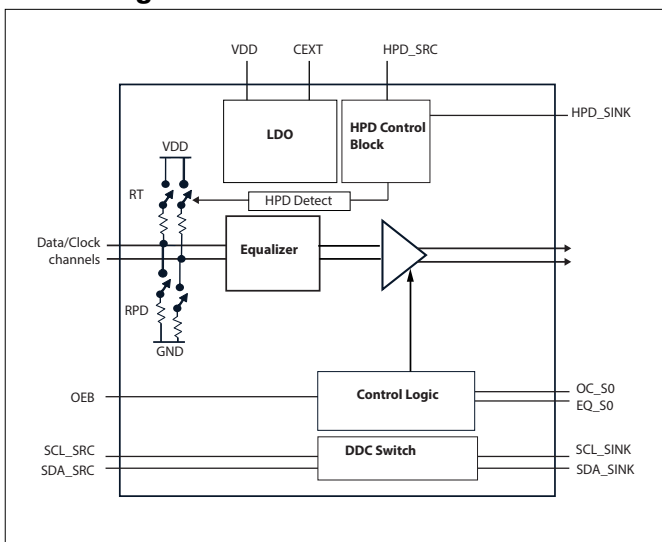 VDD CEXT HPD_SRC
HPD_SINK
LDO
HPD Control
Block
VDD
RT
HPD Detect
Data/Clock
channels
Equalizer
RPD
GND
OEB
Control Logic
OC_S0
EQ_S0
SCL_SRC
SDA_SRC
DDC Switch
SCL_SINK
SDA_SINK